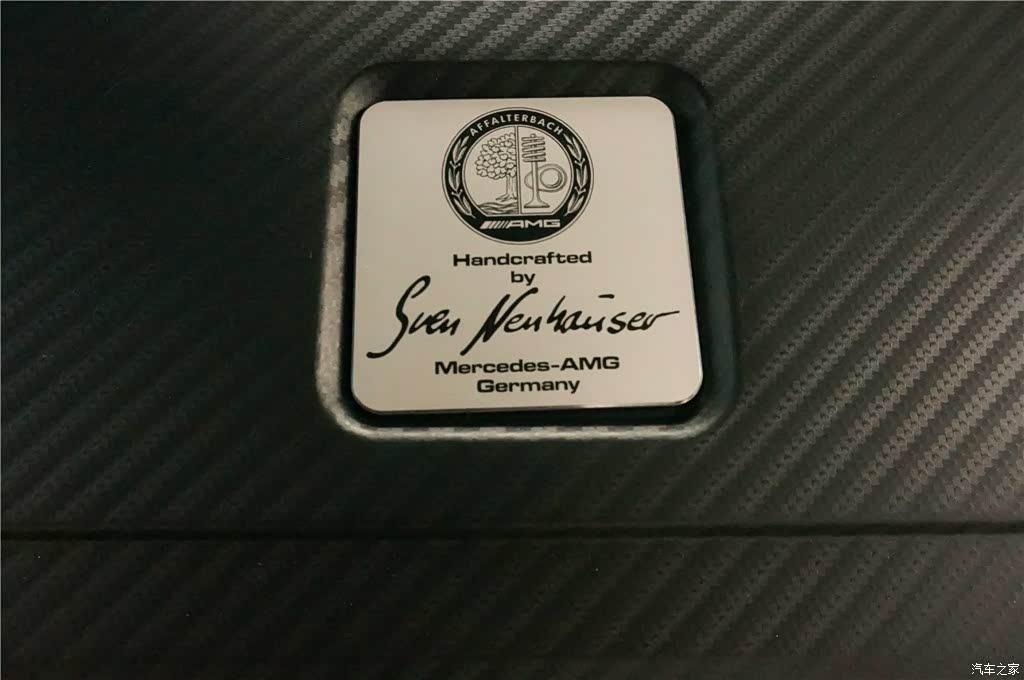 AFFALTERBACH
AMG
Handcrafted
by
Sven Neuhäuser
Mercedes-AMG
Germany
汽车之家